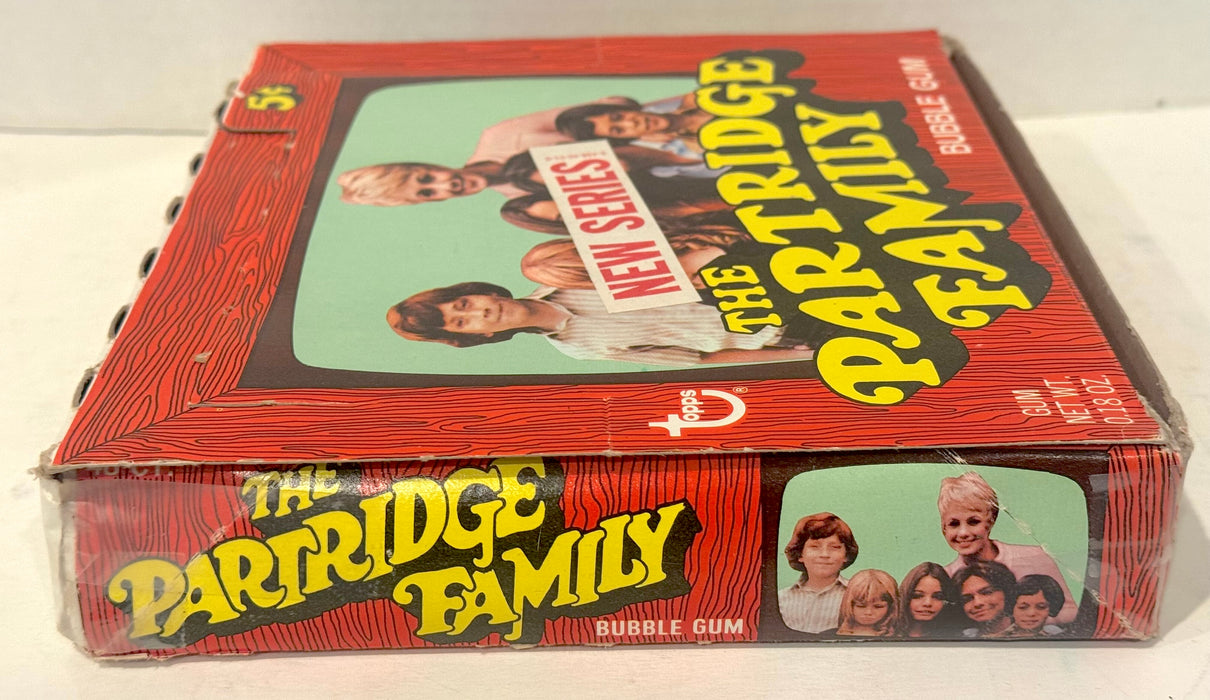 5¢
NEW SERIES
THE
PARTRIDGE
FAMILY
BUBBLE GUM
topps®
GUM
NET WT.
0.18 OZ.
CT.
THE
PARTRIDGE
FAMILY
BUBBLE GUM